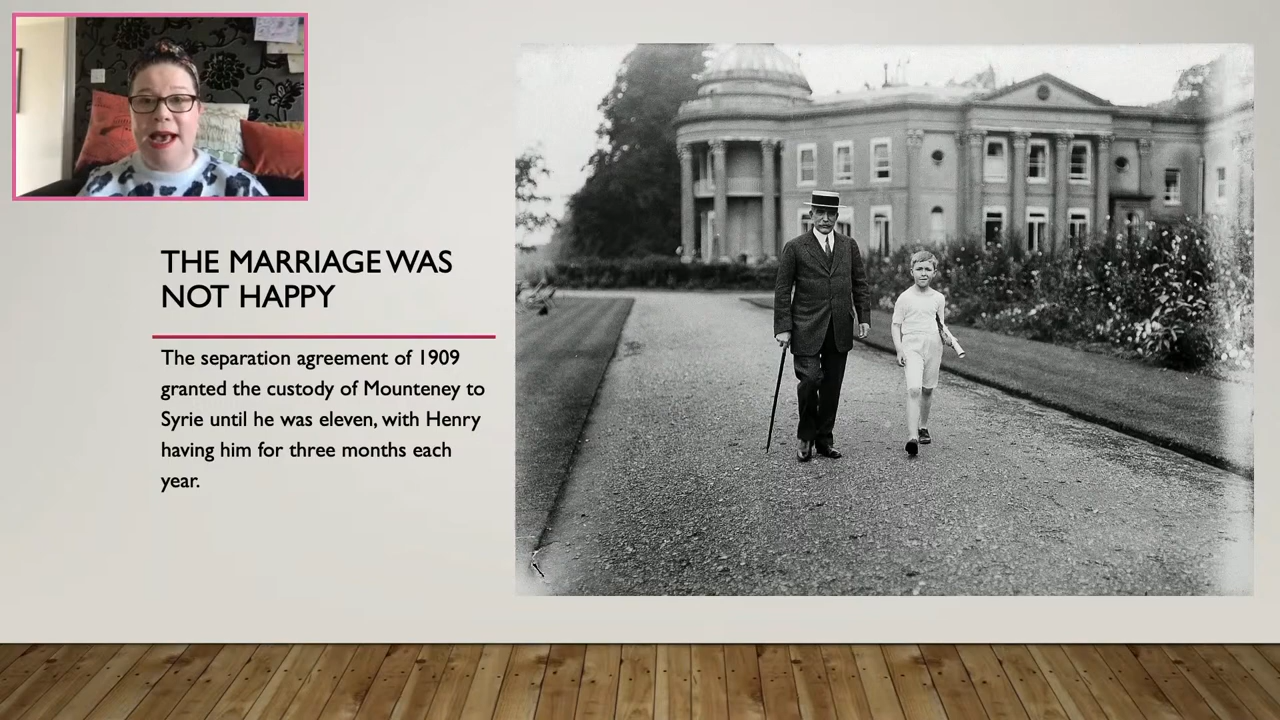 THE MARRIAGE WAS
NOT HAPPY
The separation agreement of 1909
granted the custody of Mounteney to
Syrie until he was eleven, with Henry
having him for three months each
year.